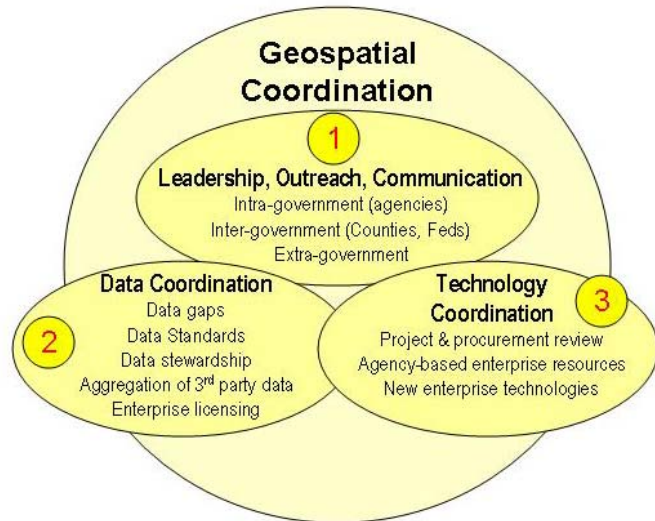 Geospatial
Coordination
1
Leadership, Outreach, Communication
Intra-government (agencies)
Inter-government (Counties, Feds)
Extra-government
2
Data Coordination
Data gaps
Data Standards
Data stewardship
Aggregation of 3rd party data
Enterprise licensing
3
Technology
Coordination
Project & procurement review
Agency-based enterprise resources
New enterprise technologies